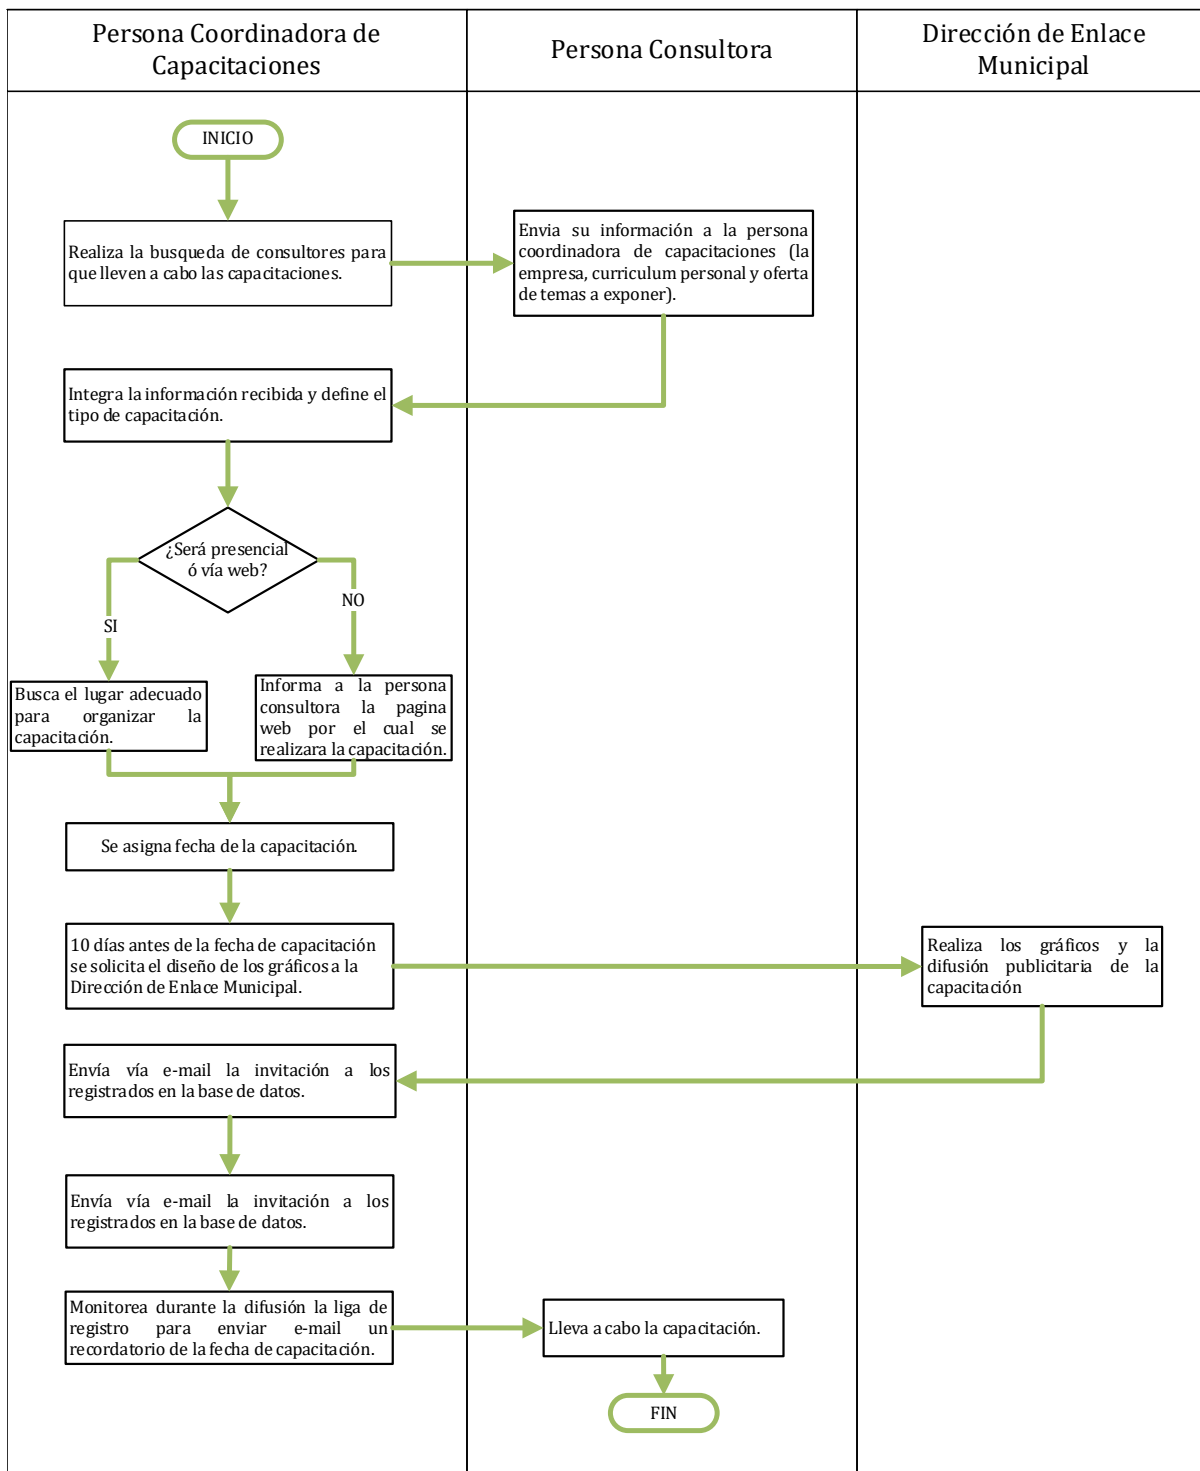 Persona Coordinadora de
Capacitaciones
Persona Consultora
Dirección de Enlace
Municipal
INICIO
Realiza la busqueda de consultores para
que lleven a cabo las capacitaciones.
Envia su información a la persona
coordinadora de capacitaciones (la
empresa, curriculum personal y oferta
de temas a exponer).
Integra la información recibida y define el
tipo de capacitación.
¿Será presencial
ó vía web?
SI
NO
Busca el lugar adecuado
para organizar la
capacitación.
Informa a la persona
consultora la pagina
web por el cual se
realizara la capacitación.
Se asigna fecha de la capacitación.
10 días antes de la fecha de capacitación
se solicita el diseño de los gráficos a la
Dirección de Enlace Municipal.
Realiza los gráficos y la
difusión publicitaria de la
capacitación
Envía vía e-mail la invitación a los
registrados en la base de datos.
Envía vía e-mail la invitación a los
registrados en la base de datos.
Monitorea durante la difusión la liga de
registro para enviar e-mail un
recordatorio de la fecha de capacitación.
Lleva a cabo la capacitación.
FIN